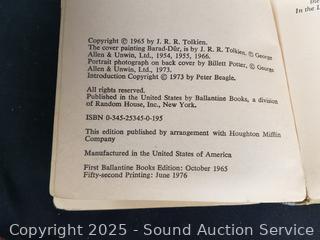 the
In the L
Copyright © 1965 by J. R. R. Tolkien.
The cover painting Barad-Dûr, is by J. R. R. Tolkien, © George
Allen & Unwin, Ltd., 1954, 1955, 1966.
Portrait photograph on back cover by Billett Potter, © George
Allen & Unwin, Ltd., 1973.
Introduction Copyright © 1973 by Peter Beagle.
All rights reserved.
Published in the United States by Ballantine Books, a division
of Random House, Inc., New York.
ISBN 0-345-25345-0-195
This edition published by arrangement with Houghton Mifflin
Company
Manufactured in the United States of America
First Ballantine Books Edition: October 1965
Fifty-second Printing: June 1976
Copyright 2025 - Sound Auction Service